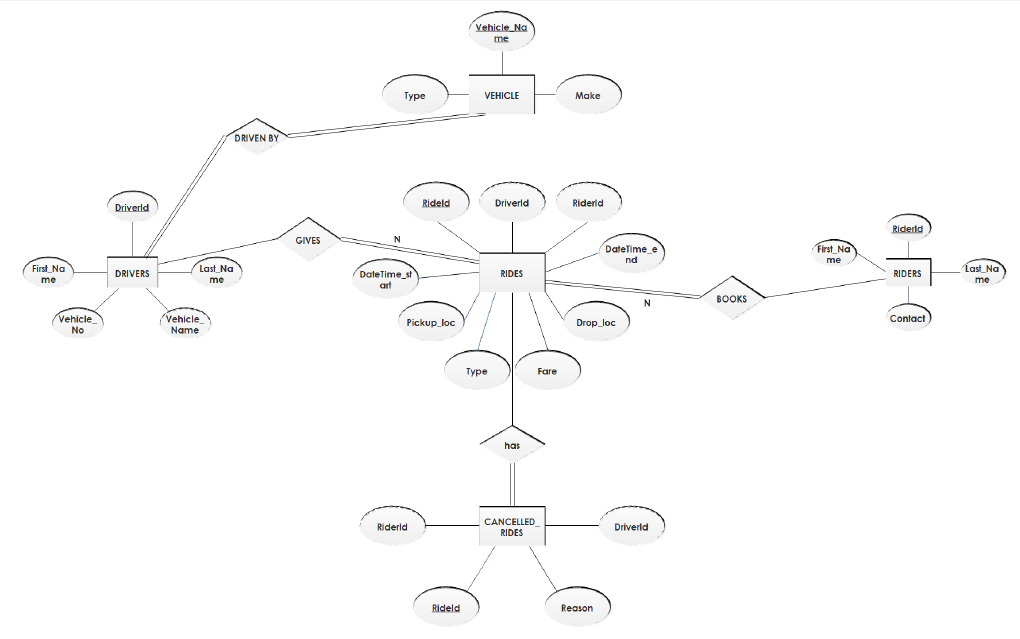 Vehicle_Na
me
Type
VEHICLE
Make
DRIVEN BY
DriverId
First_Na
me
DRIVERS
Last_Na
me
Vehicle_
No
Vehicle_
Name
GIVES
N
RideId
DriverId
RiderId
DateTime_st
art
RIDES
DateTime_e
nd
Pickup_loc
Drop_loc
Type
Fare
N
BOOKS
RiderId
First_Na
me
RIDERS
Last_Na
me
Contact
has
RiderId
CANCELLED_
RIDES
DriverId
RideId
Reason